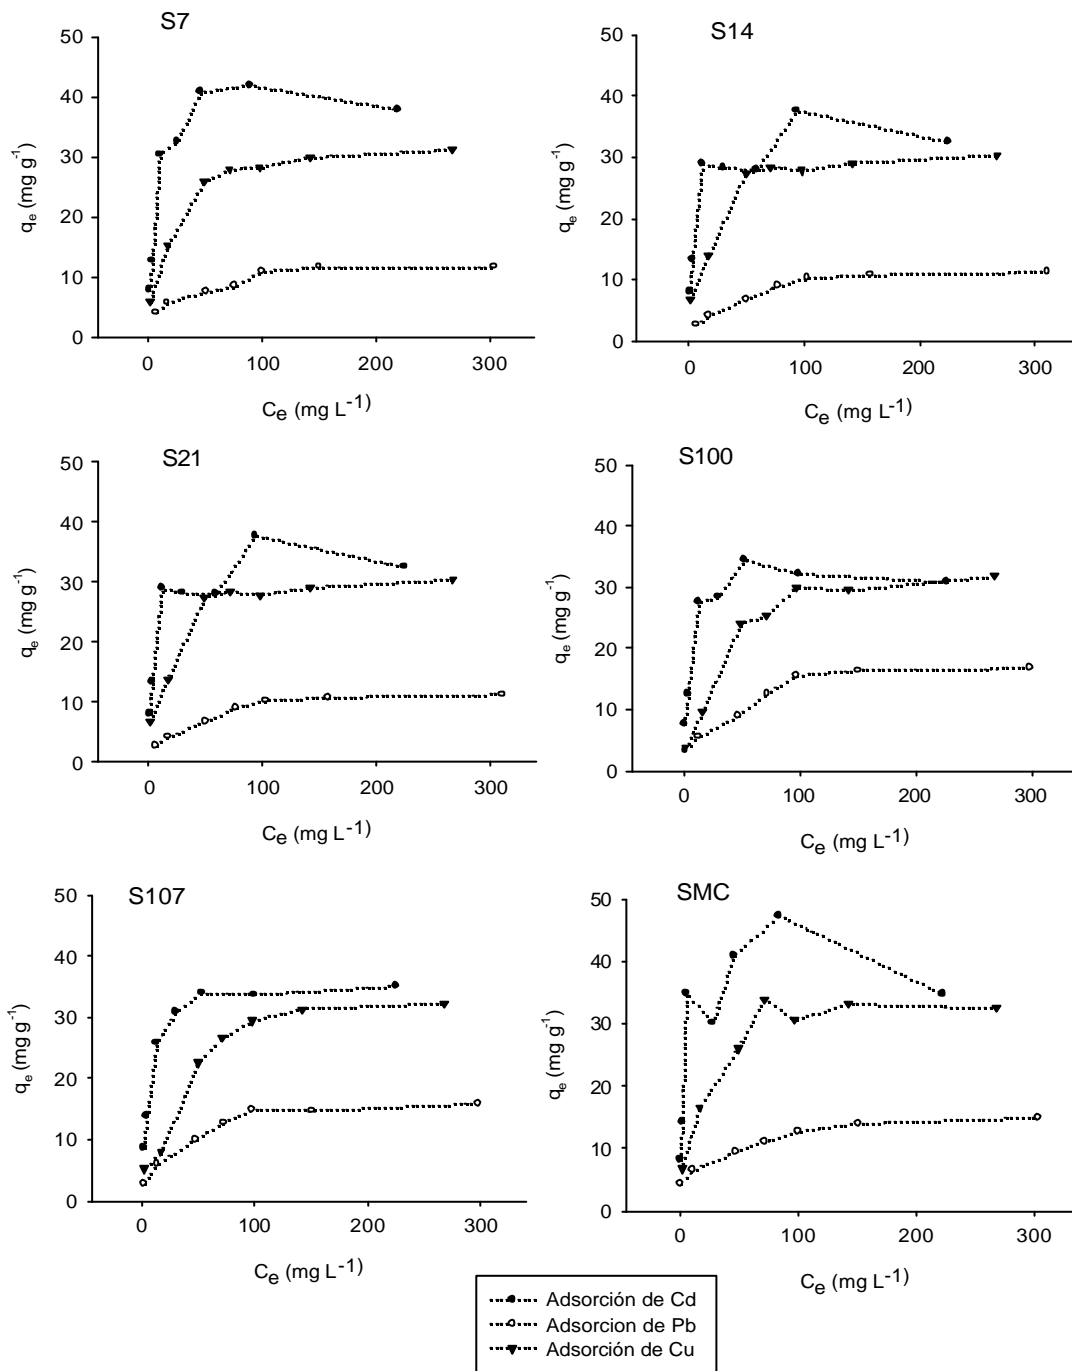 S7
50
40
30
20
10
0
qe (mg g-1)
0 100 200 300
Ce (mg L-1)
S14
50
40
30
20
10
0
qe (mg g-1)
0 100 200 300
Ce (mg L-1)
S21
50
40
30
20
10
0
qe (mg g-1)
0 100 200 300
Ce (mg L-1)
S100
50
40
30
20
10
0
qe (mg g-1)
0 100 200 300
Ce (mg L-1)
S107
50
40
30
20
10
0
qe (mg g-1)
0 100 200 300
Ce (mg L-1)
SMC
50
40
30
20
10
0
qe (mg g-1)
0 100 200 300
Ce (mg L-1)
Adsorción de Cd
Adsorcion de Pb
Adsorción de Cu